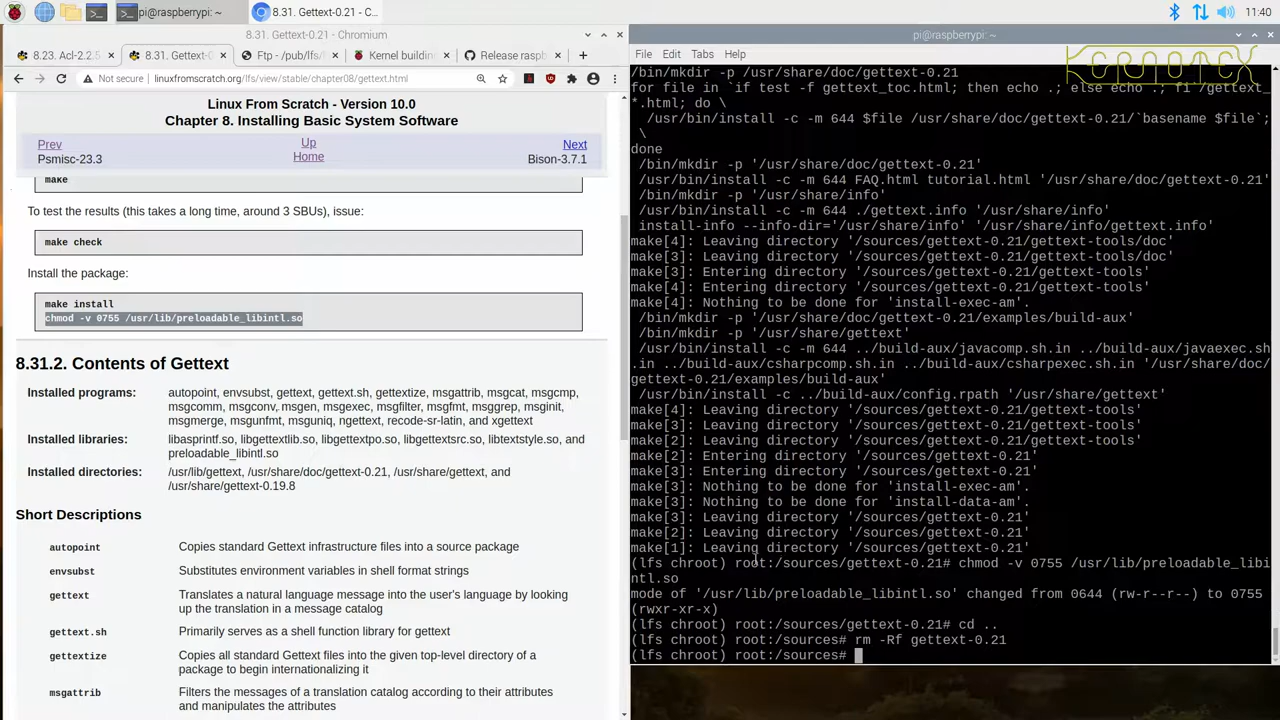 pi@raspberrypi: ~
8.31. Gettext-0.21 - C...
11:40
8.31. Gettext-0.21 - Chromium
8.23. Acl-2.2.5
8.31. Gettext-0
Ftp - pub/lfs/
Kernel building
Release raspb
Not secure | linuxfromscratch.org/lfs/view/stable/chapter08/gettext.html
Linux From Scratch - Version 10.0
Chapter 8. Installing Basic System Software
Prev
Up
Next
Psmisc-23.3
Home
Bison-3.7.1
make
To test the results (this takes a long time, around 3 SBUs), issue:
make check
Install the package:
make install
chmod -v 0755 /usr/lib/preloadable_libintl.so
8.31.2. Contents of Gettext
Installed programs: autopoint, envsubst, gettext, gettext.sh, gettextize, msgattrib, msgcat, msgcmp,
msgcomm, msgconv, msgen, msgexec, msgfilter, msgfmt, msggrep, msginit,
msgmerge, msgunfmt, msguniq, ngettext, recode-sr-latin, and xgettext
Installed libraries: libasprintf.so, libgettextlib.so, libgettextpo.so, libgettextsrc.so, libtextstyle.so, and
preloadable_libintl.so
Installed directories: /usr/lib/gettext, /usr/share/doc/gettext-0.21, /usr/share/gettext, and
/usr/share/gettext-0.19.8
Short Descriptions
autopoint Copies standard Gettext infrastructure files into a source package
envsubst Substitutes environment variables in shell format strings
gettext Translates a natural language message into the user's language by looking
up the translation in a message catalog
gettext.sh Primarily serves as a shell function library for gettext
gettextize Copies all standard Gettext files into the given top-level directory of a
package to begin internationalizing it
msgattrib Filters the messages of a translation catalog according to their attributes
and manipulates the attributes
pi@raspberrypi: ~
File Edit Tabs Help
KERNOTEX
/bin/mkdir -p /usr/share/doc/gettext-0.21
for file in `if test -f gettext_toc.html; then echo .; else echo .; fi`/gettext_
*.html; do \
/usr/bin/install -c -m 644 $file /usr/share/doc/gettext-0.21/`basename $file`;
\
done
/bin/mkdir -p '/usr/share/doc/gettext-0.21'
/usr/bin/install -c -m 644 FAQ.html tutorial.html '/usr/share/doc/gettext-0.21'
/bin/mkdir -p '/usr/share/info'
/usr/bin/install -c -m 644 ./gettext.info '/usr/share/info'
install-info --info-dir='/usr/share/info' '/usr/share/info/gettext.info'
make[4]: Leaving directory '/sources/gettext-0.21/gettext-tools/doc'
make[3]: Leaving directory '/sources/gettext-0.21/gettext-tools/doc'
make[3]: Entering directory '/sources/gettext-0.21/gettext-tools'
make[4]: Entering directory '/sources/gettext-0.21/gettext-tools'
make[4]: Nothing to be done for 'install-exec-am'.
/bin/mkdir -p '/usr/share/doc/gettext-0.21/examples/build-aux'
/bin/mkdir -p '/usr/share/gettext'
/usr/bin/install -c -m 644 ../build-aux/javacomp.sh.in ../build-aux/javaexec.sh
.in ../build-aux/csharpcomp.sh.in ../build-aux/csharpexec.sh.in '/usr/share/doc/
gettext-0.21/examples/build-aux'
/usr/bin/install -c ../build-aux/config.rpath '/usr/share/gettext'
make[4]: Leaving directory '/sources/gettext-0.21/gettext-tools'
make[3]: Leaving directory '/sources/gettext-0.21/gettext-tools'
make[2]: Leaving directory '/sources/gettext-0.21/gettext-tools'
make[2]: Entering directory '/sources/gettext-0.21'
make[3]: Entering directory '/sources/gettext-0.21'
make[3]: Nothing to be done for 'install-exec-am'.
make[3]: Nothing to be done for 'install-data-am'.
make[3]: Leaving directory '/sources/gettext-0.21'
make[2]: Leaving directory '/sources/gettext-0.21'
make[1]: Leaving directory '/sources/gettext-0.21'
(lfs chroot) root:/sources/gettext-0.21# chmod -v 0755 /usr/lib/preloadable_libi
ntl.so
mode of '/usr/lib/preloadable_libintl.so' changed from 0644 (rw-r--r--) to 0755
(rwxr-xr-x)
(lfs chroot) root:/sources/gettext-0.21# cd ..
(lfs chroot) root:/sources# rm -Rf gettext-0.21
(lfs chroot) root:/sources#